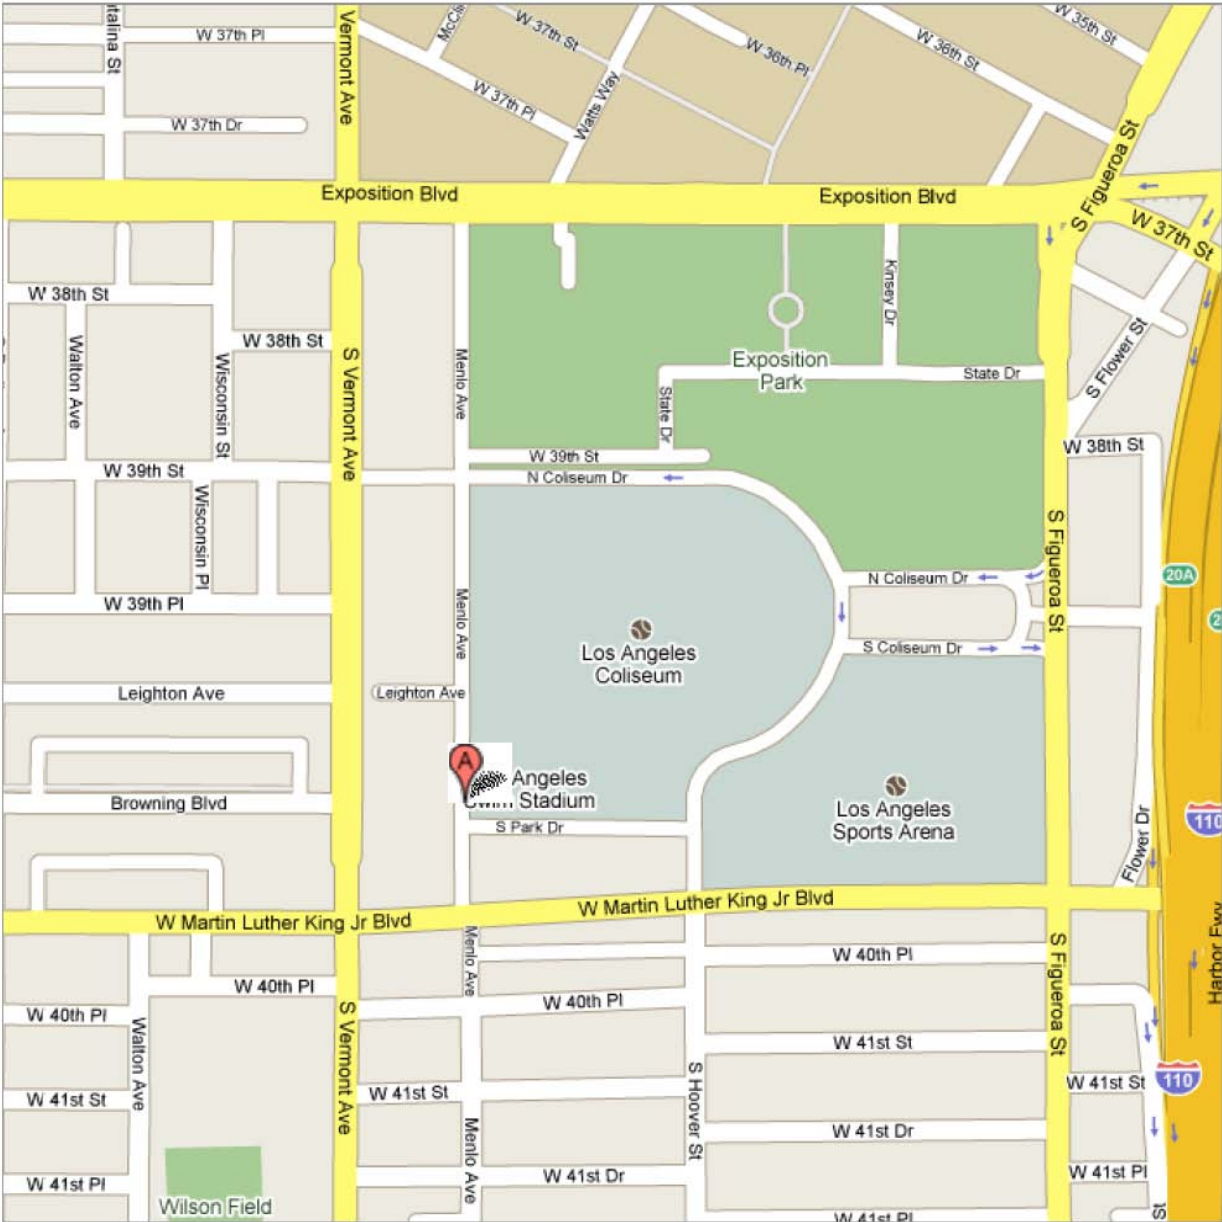 W 37th Pl
Vermont Ave
W 37th St
W 36th Pl
W 36th St
W 35th St
W 37th Pl
Watts Way
W 37th Dr
S Figueroa St
Exposition Blvd
Exposition Blvd
W 37th St
W 38th St
W 38th St
Walton Ave
Wisconsin St
S Vermont Ave
Menlo Ave
Kinsey Dr
S Flower St
Exposition
Park
State Dr
State Dr
W 38th St
W 39th St
W 39th St
N Coliseum Dr
Wisconsin Pl
S Figueroa St
N Coliseum Dr
20A
W 39th Pl
Menlo Ave
Los Angeles
Coliseum
S Coliseum Dr
Leighton Ave
Leighton Ave
A
Angeles
Swim Stadium
Browning Blvd
S Park Dr
Los Angeles
Sports Arena
Flower Dr
110
W Martin Luther King Jr Blvd
W Martin Luther King Jr Blvd
Menlo Ave
W 40th Pl
S Figueroa St
Harbor Fwy
W 40th Pl
W 40th Pl
W 40th Pl
Walton Ave
S Vermont Ave
W 41st St
S Hoover St
W 41st St
110
W 41st St
W 41st St
Menlo Ave
W 41st Dr
W 41st Dr
W 41st Pl
W 41st Pl
Wilson Field
W 41st Pl
St